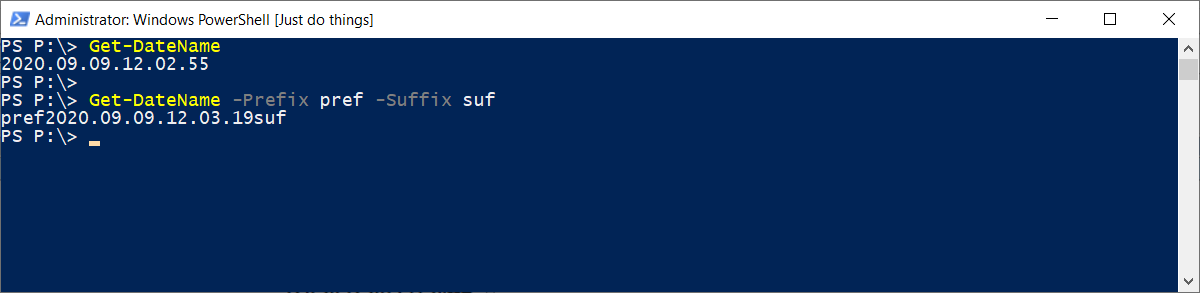 Administrator: Windows PowerShell [Just do things]
PS P:\> Get-DateName
2020.09.09.12.02.55
PS P:\>
PS P:\> Get-DateName -Prefix pref -Suffix suf
pref2020.09.09.12.03.19suf
PS P:\>